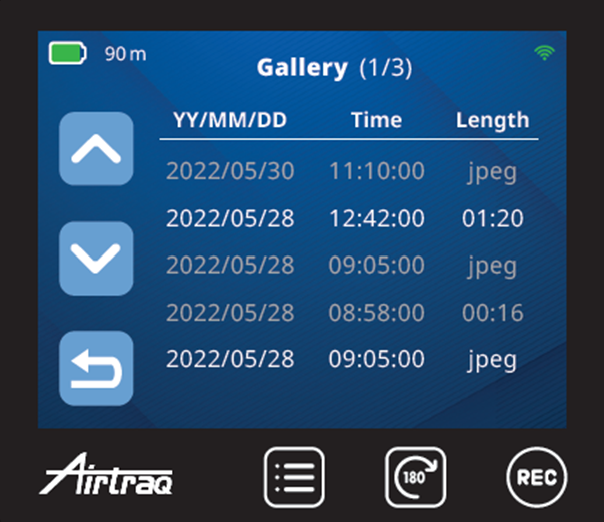 90 m
Gallery (1/3)
YY/MM/DD Time Length
2022/05/30 11:10:00 jpeg
2022/05/28 12:42:00 01:20
2022/05/28 09:05:00 jpeg
2022/05/28 08:58:00 00:16
2022/05/28 09:05:00 jpeg
Airtraq 180 REC